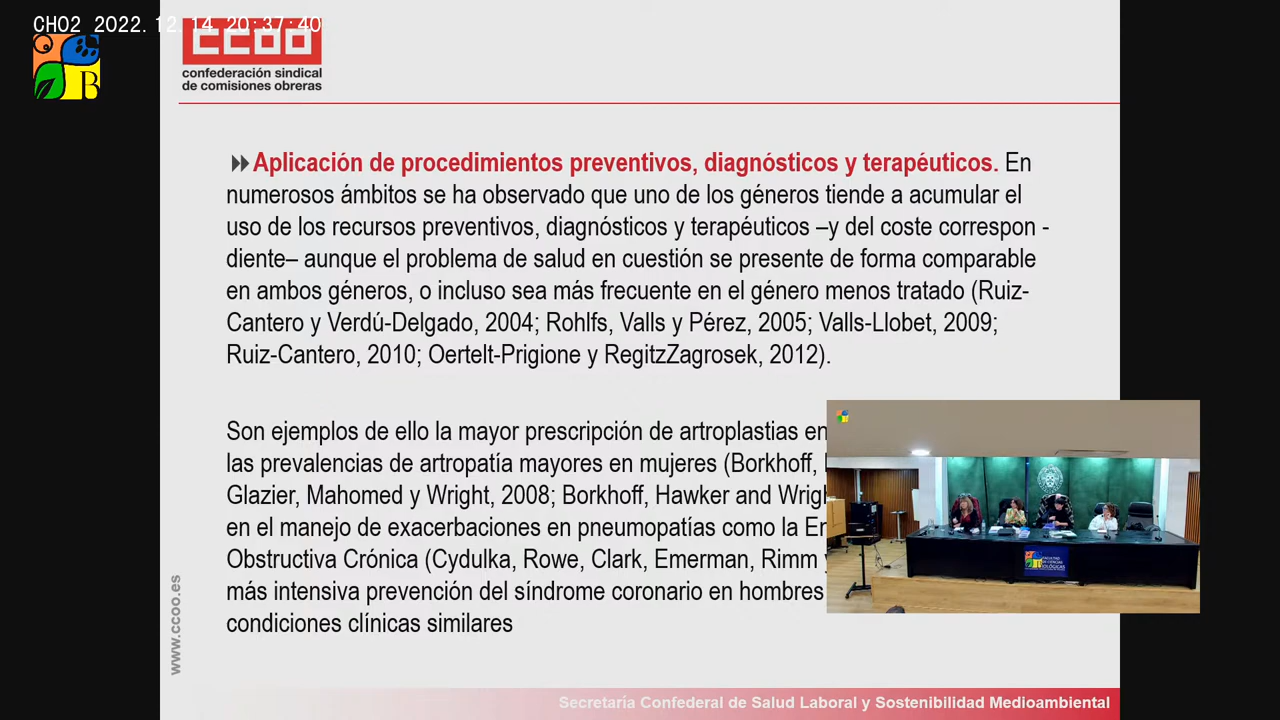 CH02 2022.12.14 20:37:40
B
ccoo
confederación sindical
de comisiones obreras
Aplicación de procedimientos preventivos, diagnósticos y terapéuticos. En
numerosos ámbitos se ha observado que uno de los géneros tiende a acumular el
uso de los recursos preventivos, diagnósticos y terapéuticos –y del coste correspon -
diente– aunque el problema de salud en cuestión se presente de forma comparable
en ambos géneros, o incluso sea más frecuente en el género menos tratado (Ruiz-
Cantero y Verdú-Delgado, 2004; Rohlfs, Valls y Pérez, 2005; Valls-Llobet, 2009;
Ruiz-Cantero, 2010; Oertelt-Prigione y RegitzZagrosek, 2012).
Son ejemplos de ello la mayor prescripción de artroplastias en
las prevalencias de artropatía mayores en mujeres (Borkhoff,
Glazier, Mahomed y Wright, 2008; Borkhoff, Hawker and
en el manejo de exacerbaciones en pneumopatías como la
Obstructiva Crónica (Cydulka, Rowe, Clark, Emerman, Rimm
más intensiva prevención del síndrome coronario en hombres
condiciones clínicas similares
www.ccoo.es
Secretaría Confederal de Salud Laboral y Sostenibilidad Medioambiental